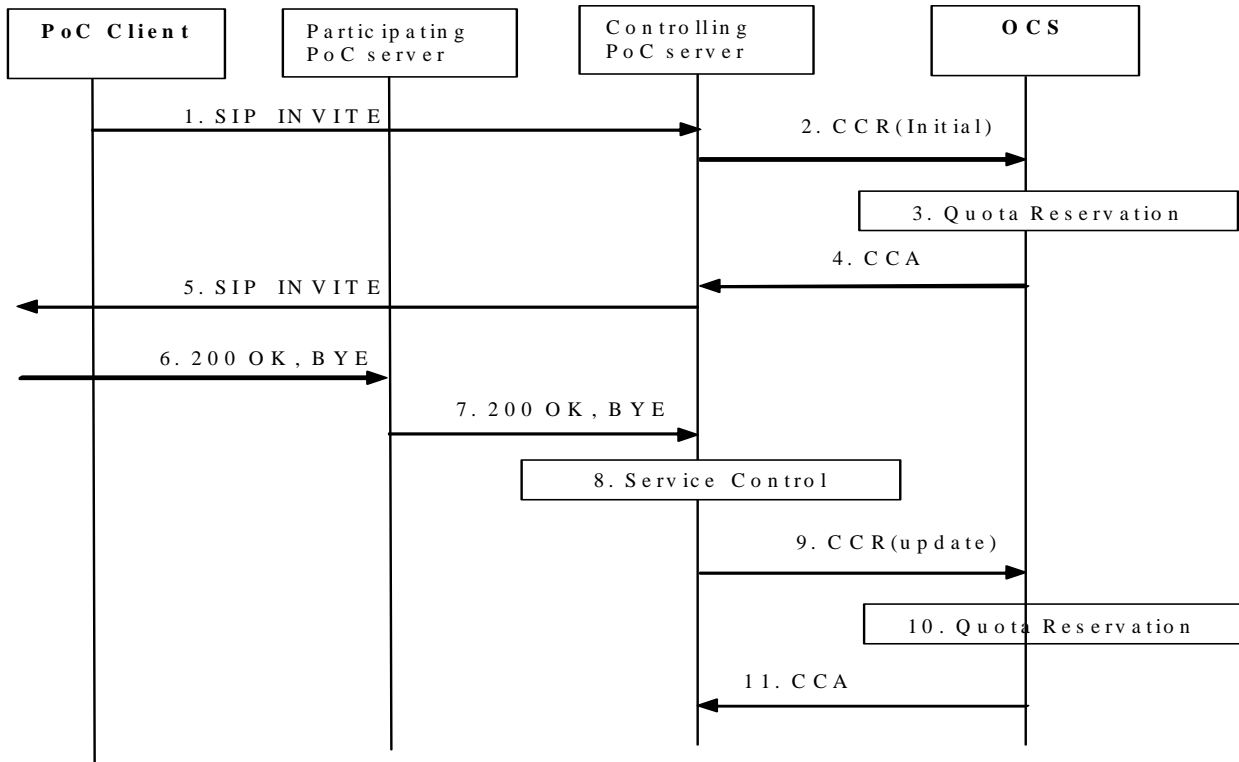 PoC Client
Participating
PoC server
Controlling
PoC server
OCS
1. SIP INVITE
2. CCR(Initial)
3. Quota Reservation
4. CCA
5. SIP INVITE
6. 200 OK, BYE
7. 200 OK, BYE
8. Service Control
9. CCR(update)
10. Quota Reservation
11. CCA